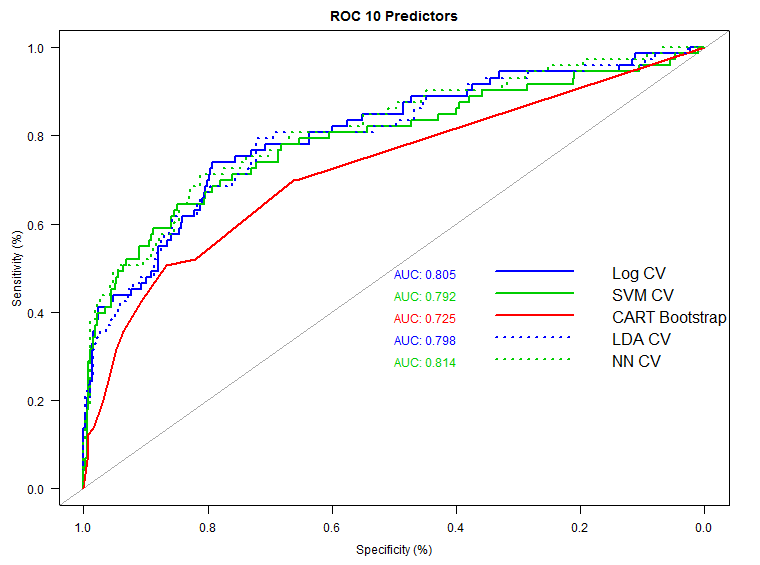 ROC 10 Predictors
Sensitivity (%)
1.0
0.8
0.6
0.4
0.2
0.0
AUC: 0.805 Log CV
AUC: 0.792 SVM CV
AUC: 0.725 CART Bootstrap
AUC: 0.798 LDA CV
AUC: 0.814 NN CV
1.0 0.8 0.6 0.4 0.2 0.0
Specificity (%)